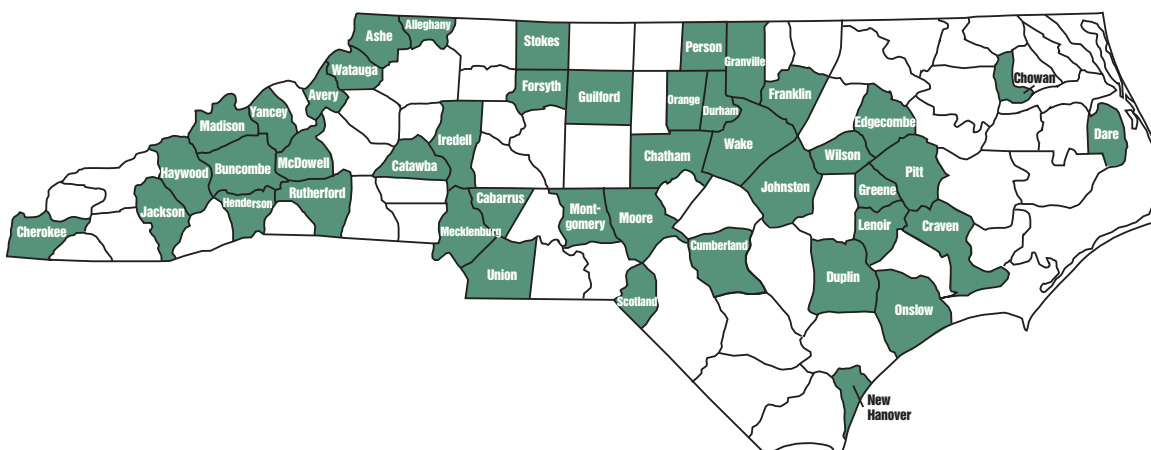 Alleghany
Ashe
Stokes
Person
Granville
Watauga
Chowan
Forsyth
Avery
Guilford
Orange
Durham
Franklin
Yancey
Madison
Edgecombe
Dare
Iredell
Wake
Wilson
Chatham
McDowell
Catawba
Buncombe
Haywood
Pitt
Johnston
Greene
Rutherford
Cabarrus
Henderson
Jackson
Mont-
gomery
Moore
Lenoir
Craven
Cherokee
Mecklenburg
Cumberland
Union
Duplin
Scotland
Onslow
New
Hanover